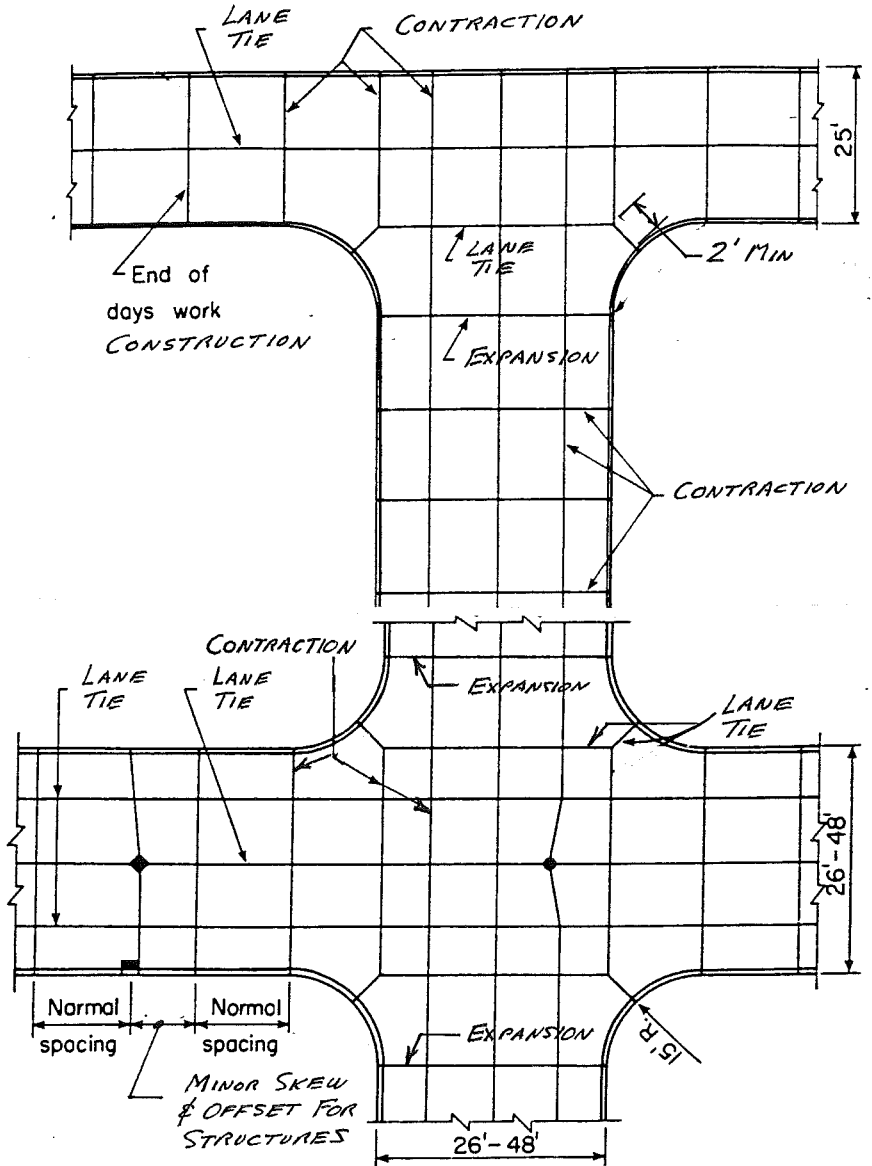 LANE
TIE
CONTRACTION
25'
LANE
TIE
2' MIN
End of
days work
CONSTRUCTION
EXPANSION
CONTRACTION
CONTRACTION
LANE
TIE
LANE
TIE
EXPANSION
LANE
TIE
26'-48'
Normal
spacing
Normal
spacing
EXPANSION
15' R.
MINOR SKEW
& OFFSET FOR
STRUCTURES
26'-48'